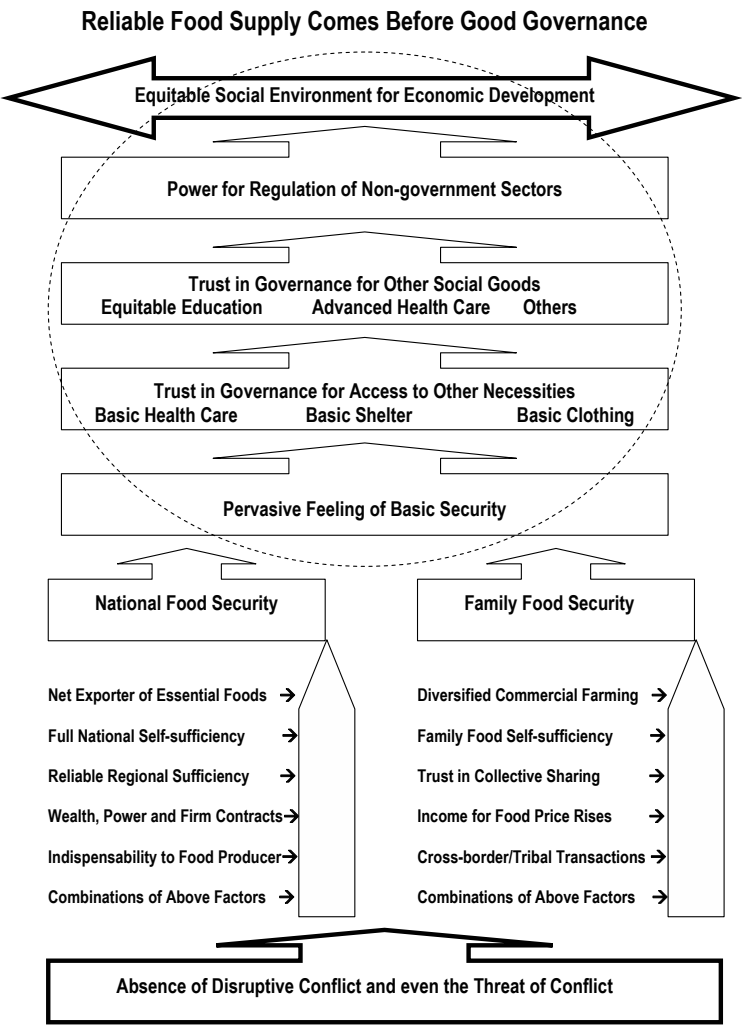 Reliable Food Supply Comes Before Good Governance
Equitable Social Environment for Economic Development
Power for Regulation of Non-government Sectors
Trust in Governance for Other Social Goods
Equitable Education Advanced Health Care Others
Trust in Governance for Access to Other Necessities
Basic Health Care Basic Shelter Basic Clothing
Pervasive Feeling of Basic Security
National Food Security
Net Exporter of Essential Foods
Full National Self-sufficiency
Reliable Regional Sufficiency
Wealth, Power and Firm Contracts
Indispensability to Food Producer
Combinations of Above Factors
Family Food Security
Diversified Commercial Farming
Family Food Self-sufficiency
Trust in Collective Sharing
Income for Food Price Rises
Cross-border/Tribal Transactions
Combinations of Above Factors
Absence of Disruptive Conflict and even the Threat of Conflict